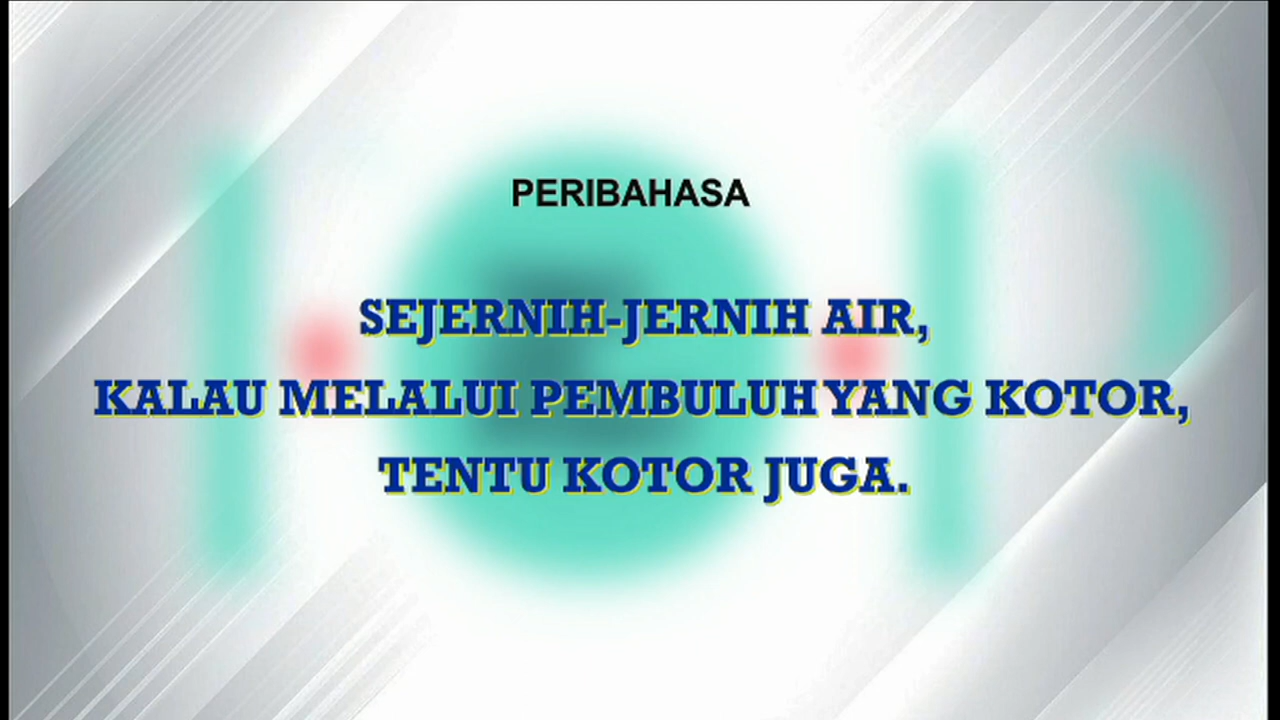 PERIBAHASA
SEJERNIH-JERNIH AIR,
KALAU MELALUI PEMBULUH YANG KOTOR,
TENTU KOTOR JUGA.